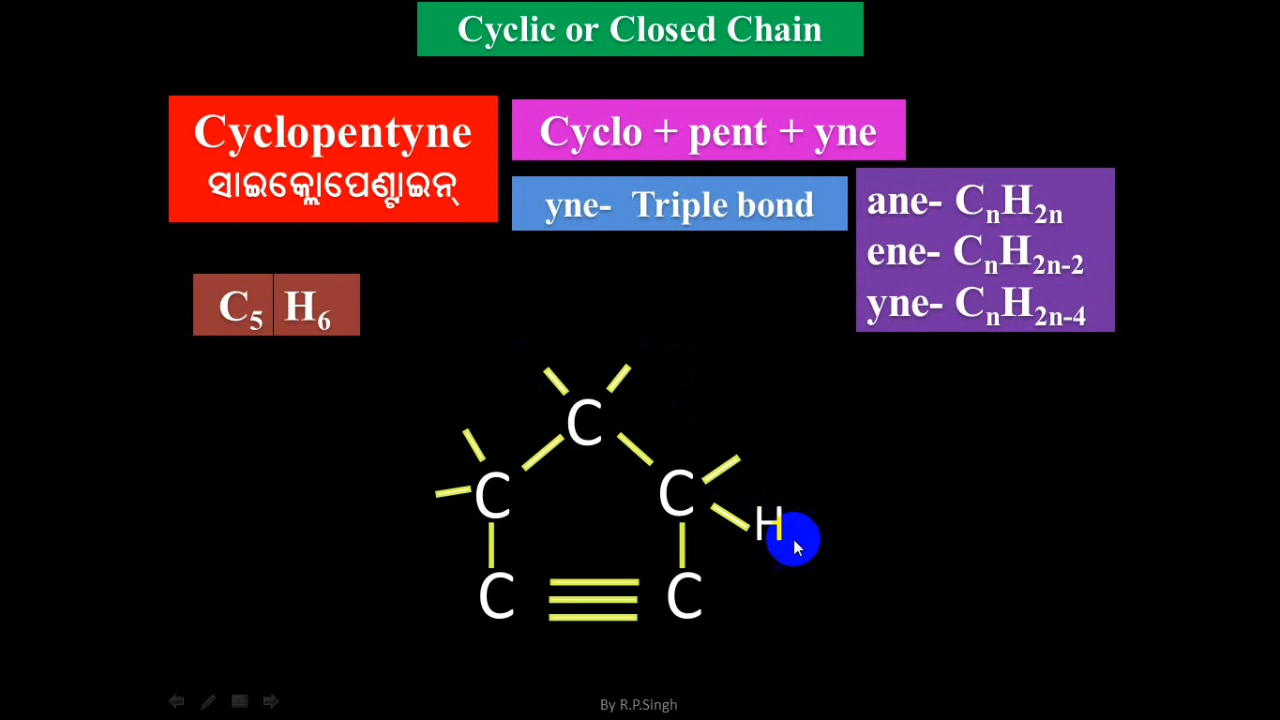 Cyclic or Closed Chain
Cyclopentyne
ସାଇକ୍ଲୋପେଣ୍ଟାଇନ୍
Cyclo + pent + yne
yne- Triple bond
ane- CₙH₂ₙ
ene- CₙH₂ₙ₋₂
yne- CₙH₂ₙ₋₄
C₅ H₆
C
C C
H
C C
By R.P.Singh